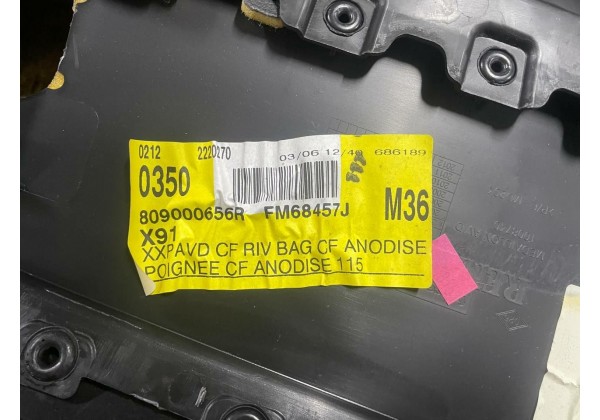 0212 2220270 03/06 12/40 686189
0350
809000656R FM68457J M36
X91
XXPAVD CF RIV BAG CF ANODISE
POIGNEE CF ANODISE 115